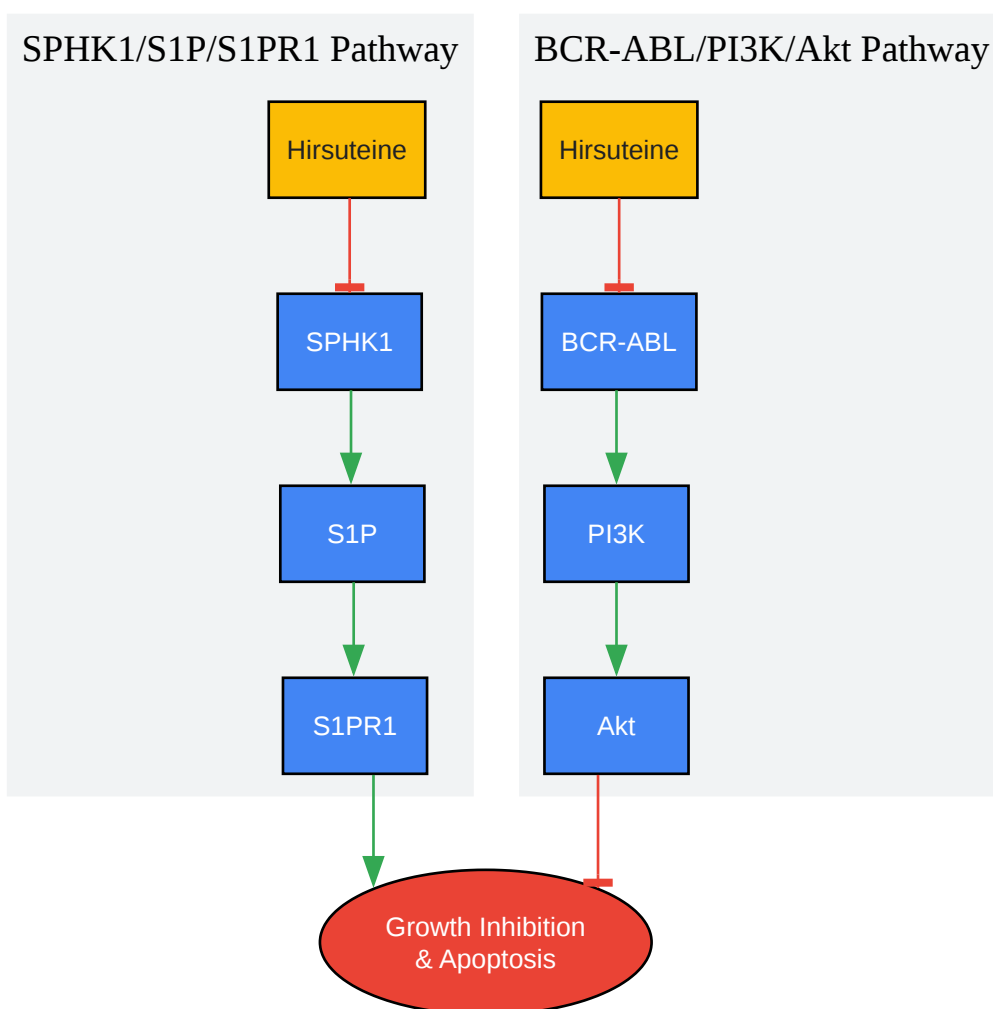 SPHK1/S1P/S1PR1 Pathway
BCR-ABL/PI3K/Akt Pathway
Hirsuteine
Hirsuteine
SPHK1
BCR-ABL
S1P
PI3K
S1PR1
Akt
Growth Inhibition
& Apoptosis